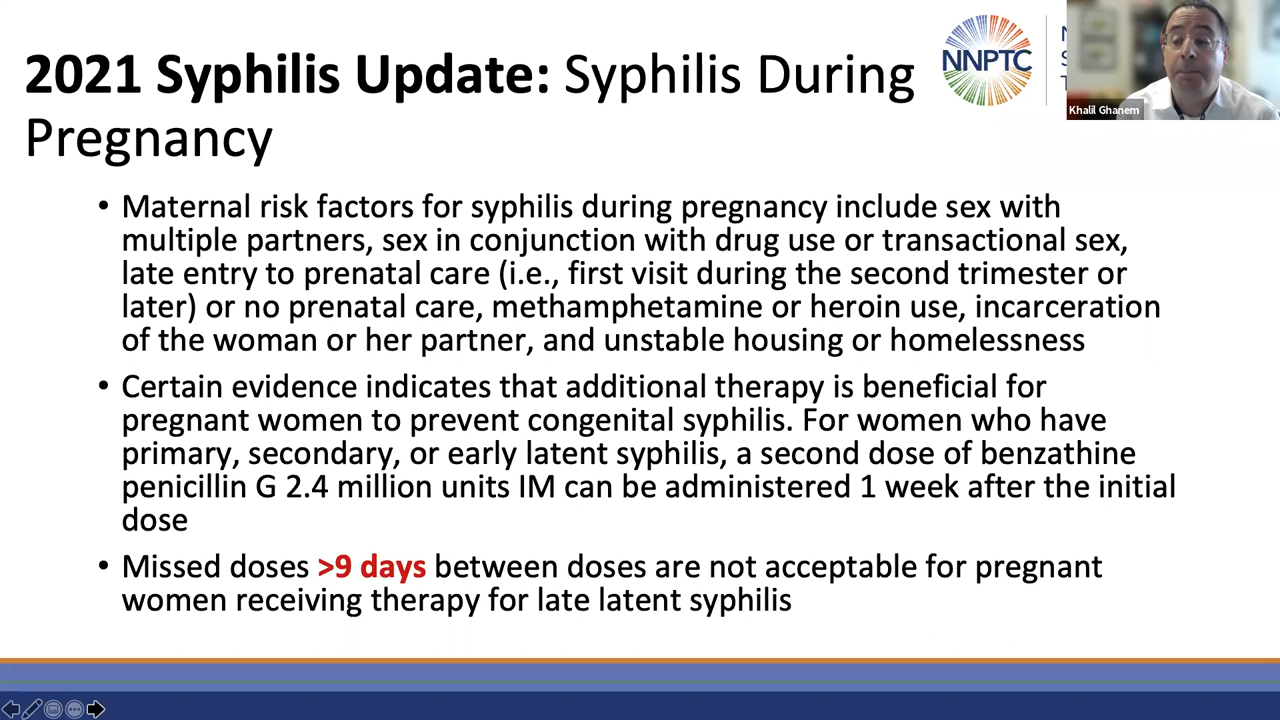 2021 Syphilis Update: Syphilis During
Pregnancy
NNPTC
N
S
T
Khalil Ghanem
• Maternal risk factors for syphilis during pregnancy include sex with
multiple partners, sex in conjunction with drug use or transactional sex,
late entry to prenatal care (i.e., first visit during the second trimester or
later) or no prenatal care, methamphetamine or heroin use, incarceration
of the woman or her partner, and unstable housing or homelessness
• Certain evidence indicates that additional therapy is beneficial for
pregnant women to prevent congenital syphilis. For women who have
primary, secondary, or early latent syphilis, a second dose of benzathine
penicillin G 2.4 million units IM can be administered 1 week after the initial
dose
• Missed doses >9 days between doses are not acceptable for pregnant
women receiving therapy for late latent syphilis